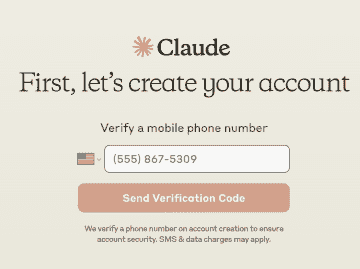 Claude
First, let's create your account
Verify a mobile phone number
(555) 867-5309
Send Verification Code
We verify a phone number on account creation to ensure
account security. SMS & data charges may apply.